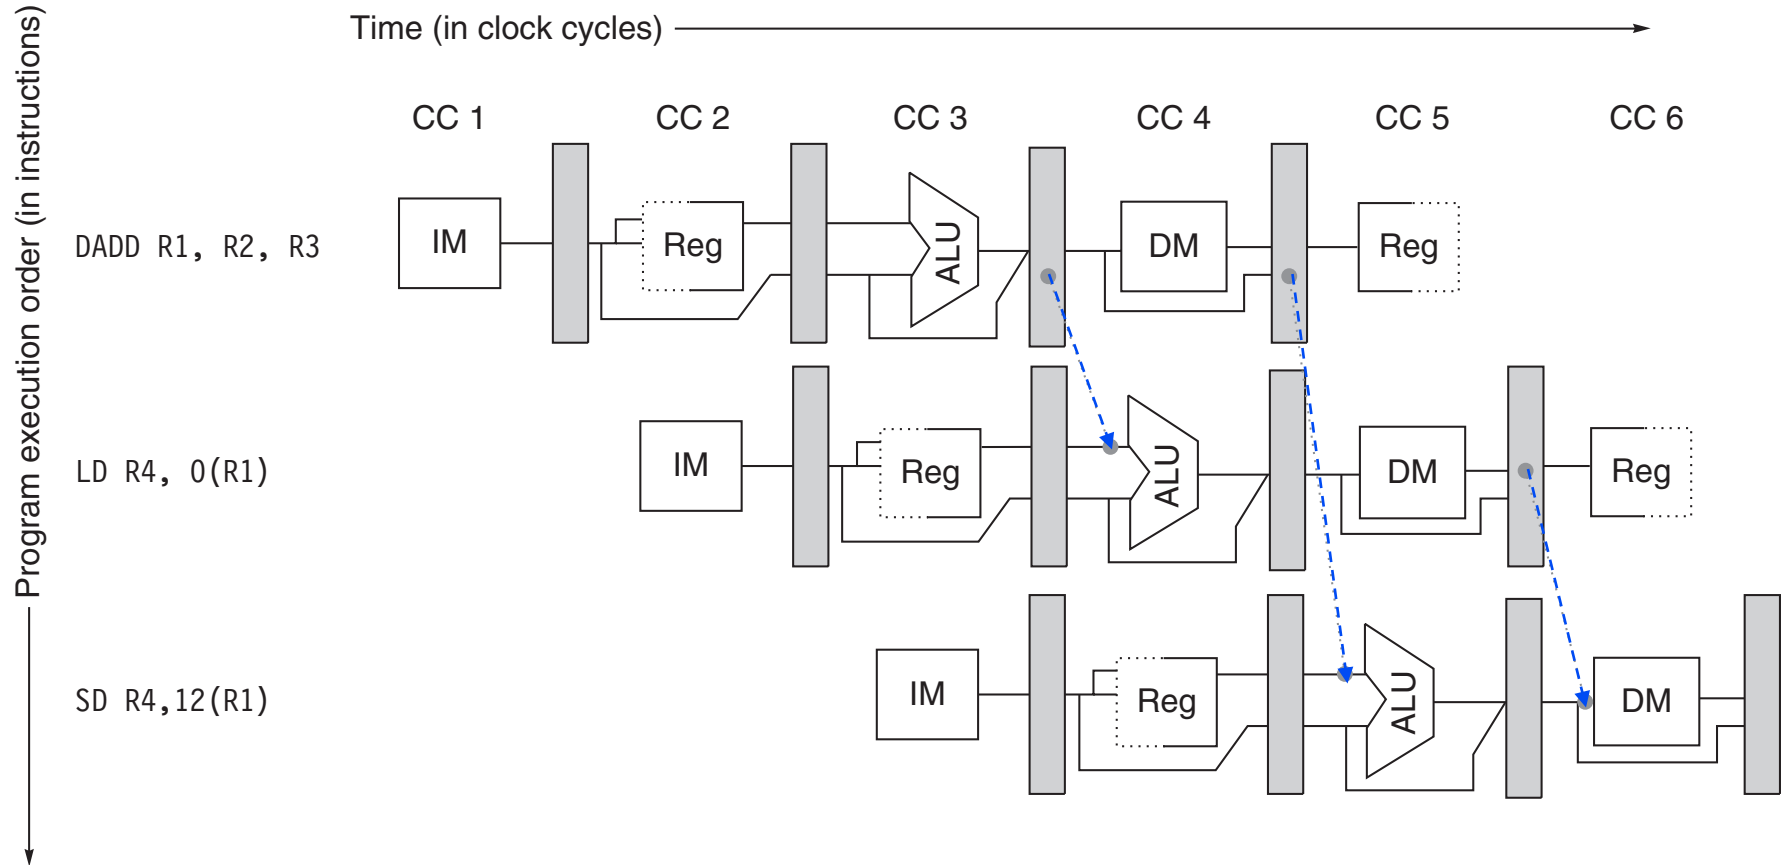 Time (in clock cycles)
Program execution order (in instructions)
CC 1 CC 2 CC 3 CC 4 CC 5 CC 6
DADD R1, R2, R3 IM Reg ALU DM Reg
LD R4, 0(R1) IM Reg ALU DM Reg
SD R4,12(R1) IM Reg ALU DM